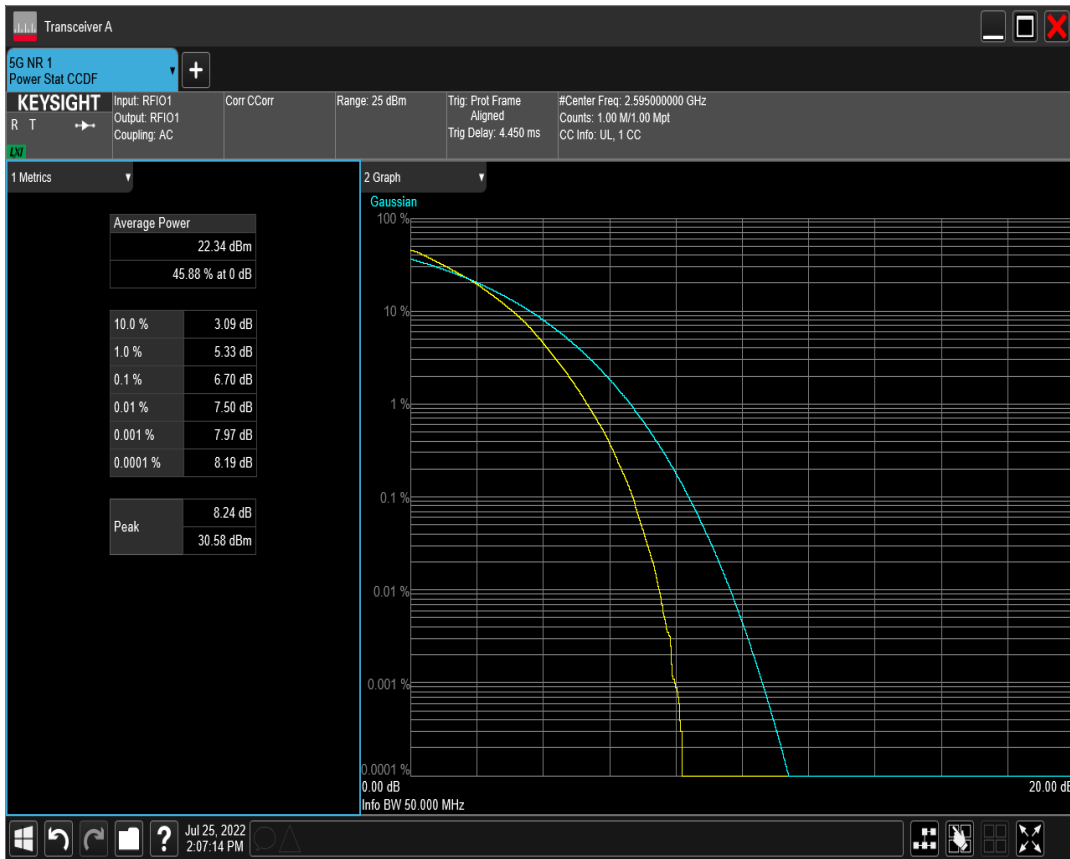 Transceiver A
5G NR 1
Power Stat CCDF
+
KEYSIGHT
R T
LXI
Input: RFIO1
Output: RFIO1
Coupling: AC
Corr CCorr
Range: 25 dBm
Trig: Prot Frame
Aligned
Trig Delay: 4.450 ms
#Center Freq: 2.595000000 GHz
Counts: 1.00 M/1.00 Mpt
CC Info: UL, 1 CC
1 Metrics
Average Power
22.34 dBm
45.88 % at 0 dB
10.0 % 3.09 dB
1.0 % 5.33 dB
0.1 % 6.70 dB
0.01 % 7.50 dB
0.001 % 7.97 dB
0.0001 % 8.19 dB
Peak 8.24 dB
30.58 dBm
2 Graph
Gaussian
100 %
10 %
1 %
0.1 %
0.01 %
0.001 %
0.0001 %
0.00 dB 20.00 dB
Info BW 50.000 MHz
?
Jul 25, 2022
2:07:14 PM